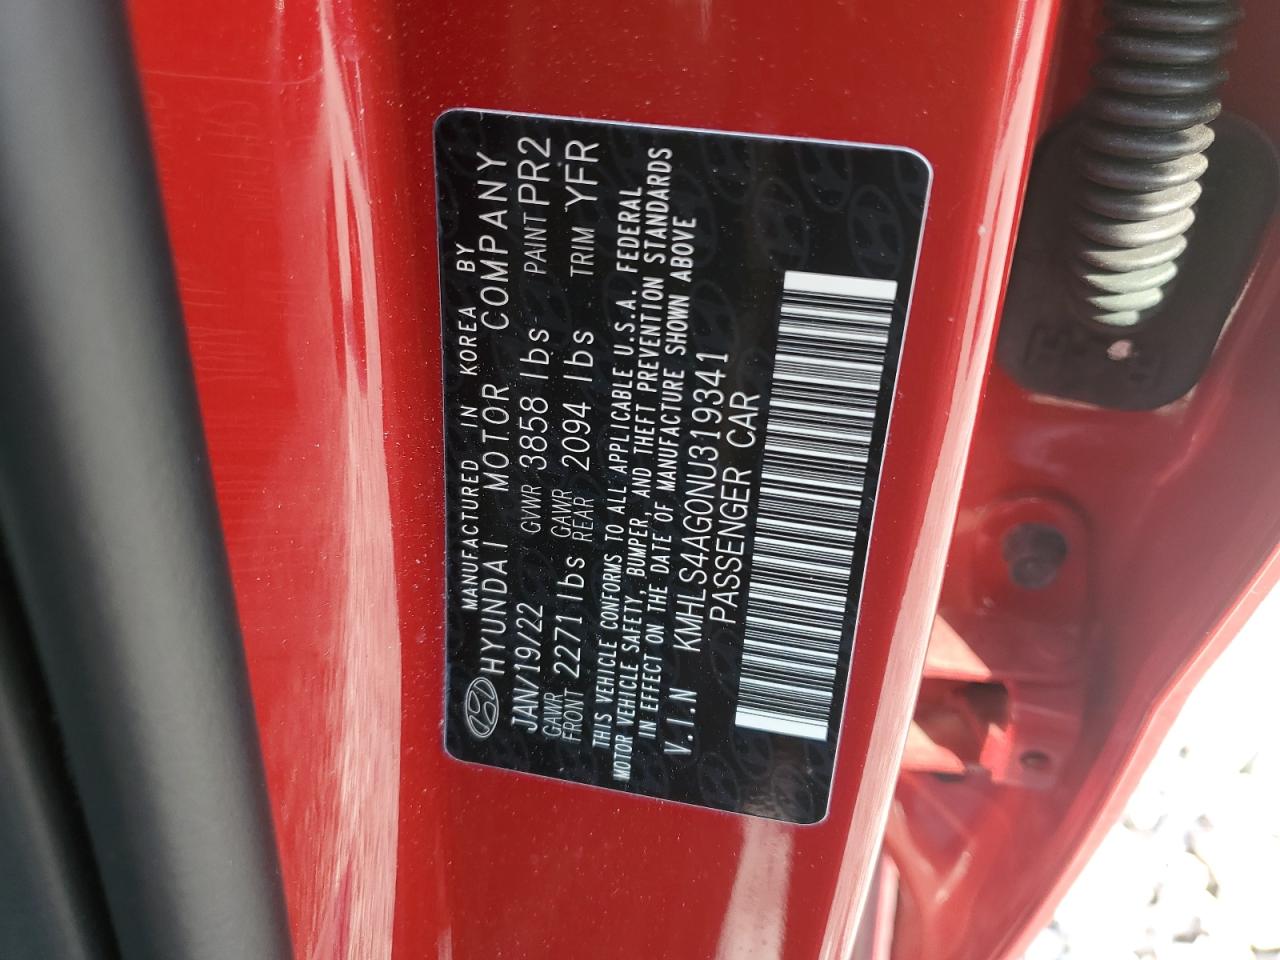 MANUFACTURED IN KOREA BY
HYUNDAI MOTOR COMPANY
JAN/19/22 GVWR 3858 lbs PAINT PR2
GAWR FRONT 2271 lbs GAWR REAR 2094 lbs TRIM YFR
THIS VEHICLE CONFORMS TO ALL APPLICABLE U.S.A. FEDERAL
MOTOR VEHICLE SAFETY, BUMPER, AND THEFT PREVENTION STANDARDS
IN EFFECT ON THE DATE OF MANUFACTURE SHOWN ABOVE
V.I.N KMHLS4AG0NU319341
PASSENGER CAR